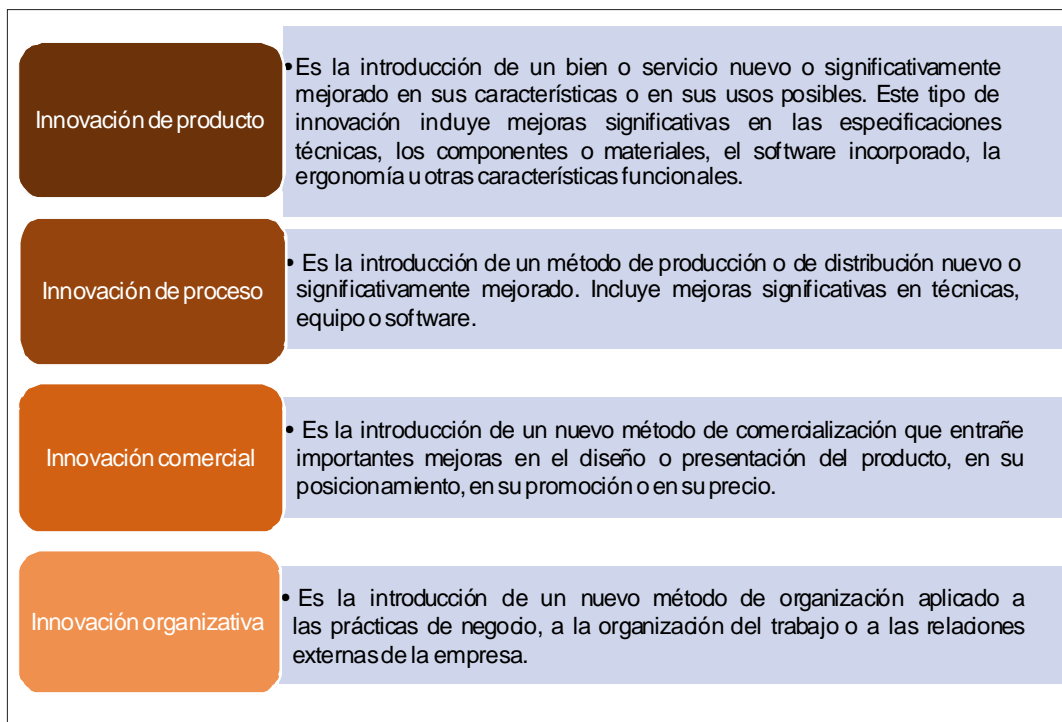 Innovación de producto
•Es la introducción de un bien o servicio nuevo o significativamente
mejorado en sus características o en sus usos posibles. Este tipo de
innovación incluye mejoras significativas en las especificaciones
técnicas, los componentes o materiales, el software incorporado, la
ergonomía u otras características funcionales.
Innovación de proceso
• Es la introducción de un método de producción o de distribución nuevo o
significativamente mejorado. Incluye mejoras significativas en técnicas,
equipo o software.
Innovación comercial
• Es la introducción de un nuevo método de comercialización que entrañe
importantes mejoras en el diseño o presentación del producto, en su
posicionamiento, en su promoción o en su precio.
Innovación organizativa
• Es la introducción de un nuevo método de organización aplicado a
las prácticas de negocio, a la organización del trabajo o a las relaciones
externas de la empresa.